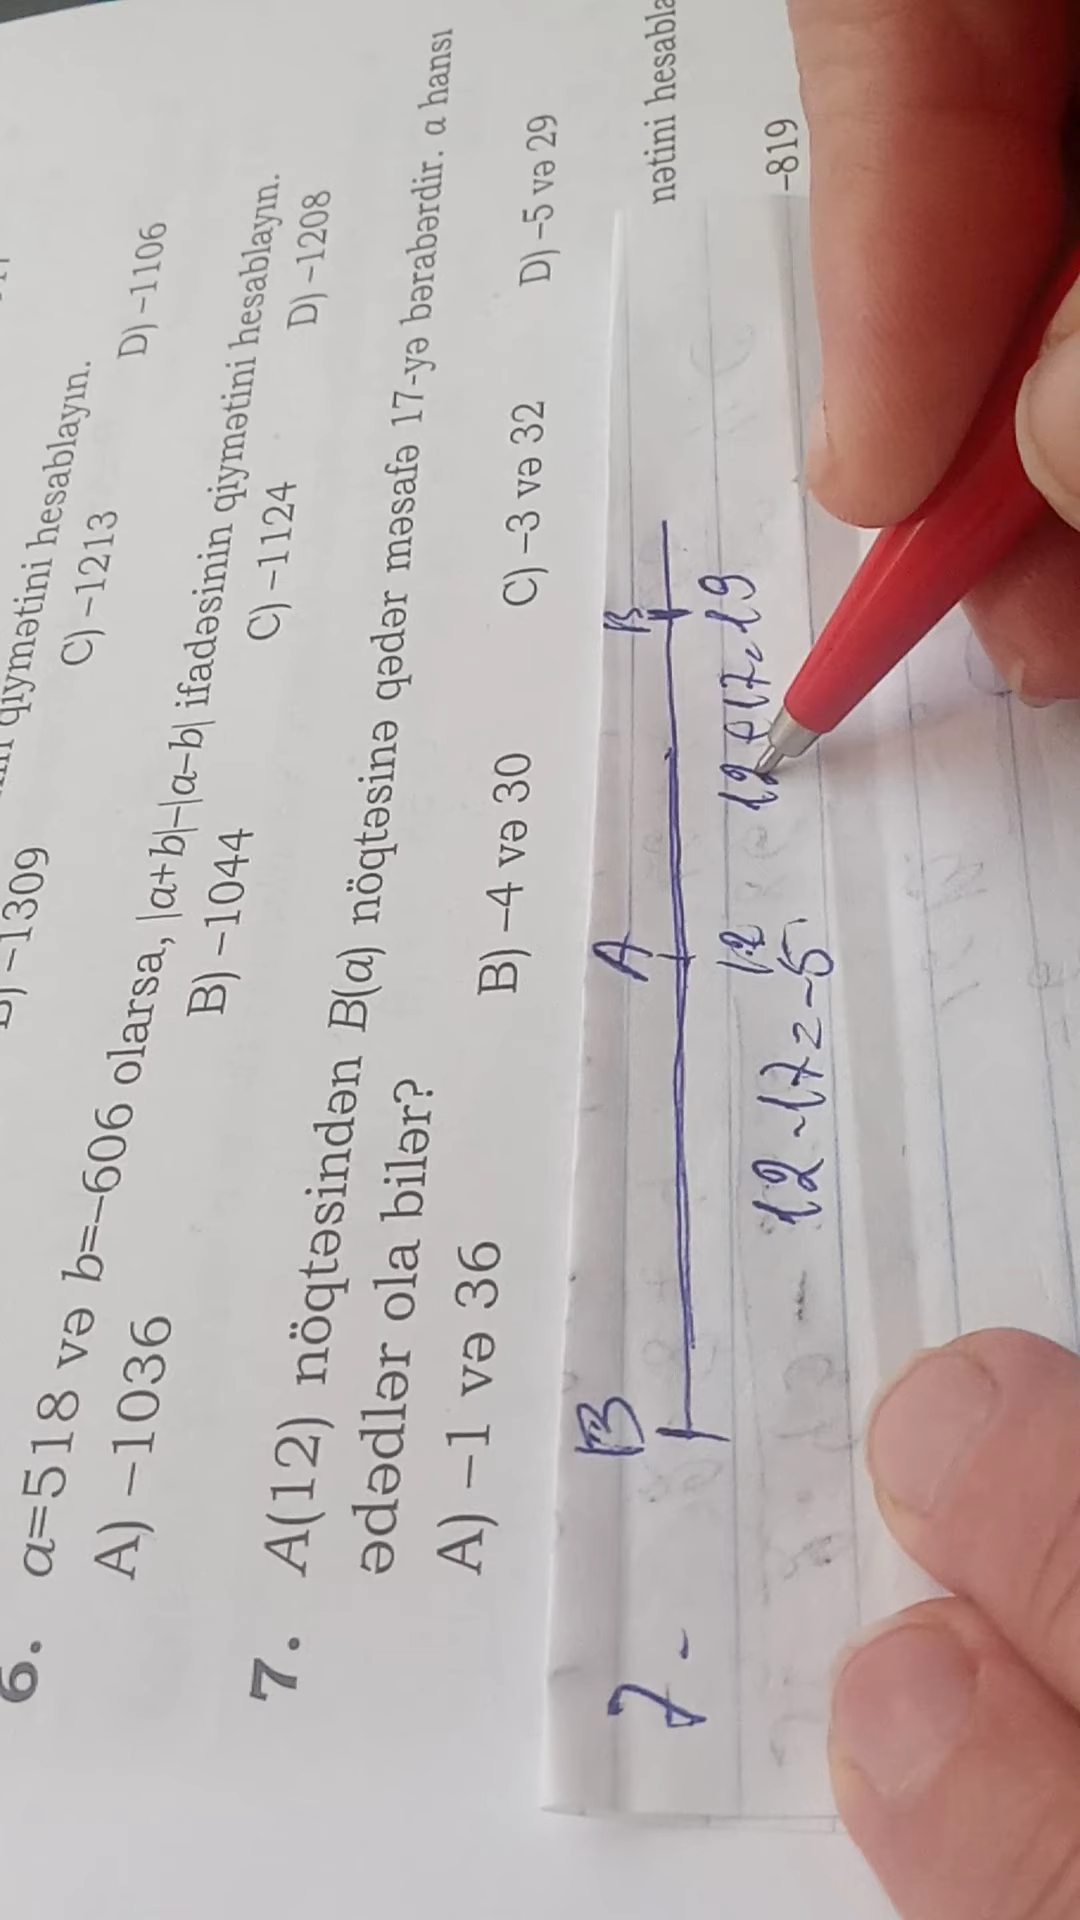 qiymətini hesablayın.
−1309 C) −1213 D) −1106
6. a=518 və b=−606 olarsa, |a+b|−|a−b| ifadəsinin qiymətini hesablayın.
A) −1036 B) −1044 C) −1124 D) −1208
7. A(12) nöqtəsindən B(a) nöqtəsinə qədər məsafə 17-yə bərabərdir. a hansı
ədədlər ola bilər?
A) −1 və 36 B) −4 və 30 C) −3 və 32 D) −5 və 29
nətini hesabla
−819
7 - B A B
12 12+17=19
12-17=-5